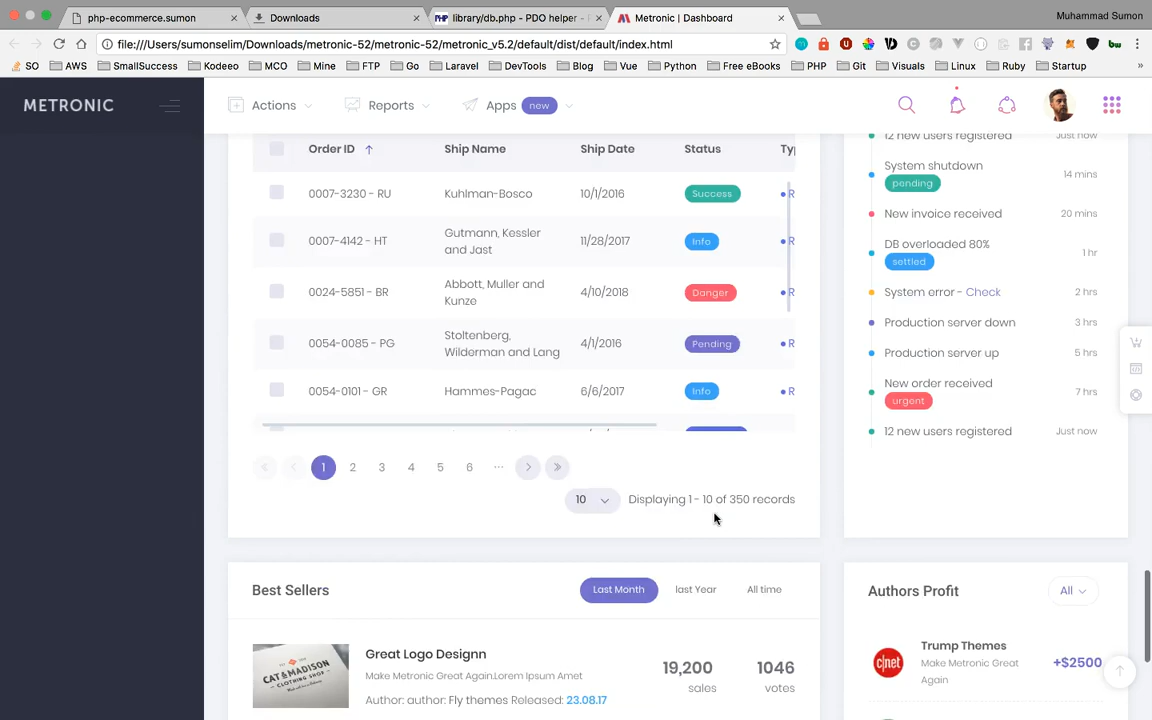 php-ecommerce.sumon
Downloads
library/db.php - PDO helper -
Metronic | Dashboard
Muhammad Sumon
file:///Users/sumonselim/Downloads/metronic-52/metronic-52/metronic_v5.2/default/dist/default/index.html
SO AWS SmallSuccess Kodeeo MCO Mine FTP Go Laravel DevTools Blog Vue Python Free eBooks PHP Git Visuals Linux Ruby Startup
METRONIC
Actions
Reports
Apps new
Order ID Ship Name Ship Date Status
0007-3230 - RU Kuhlman-Bosco 10/1/2016 Success R
0007-4142 - HT Gutmann, Kessler and Jast 11/28/2017 Info R
0024-5851 - BR Abbott, Muller and Kunze 4/10/2018 Danger R
0054-0085 - PG Stoltenberg, Wilderman and Lang 4/1/2016 Pending R
0054-0101 - GR Hammes-Pagac 6/6/2017 Info R
1 2 3 4 5 6 ...
10 Displaying 1 - 10 of 350 records
12 new users registered Just now
System shutdown 14 mins
pending
New invoice received 20 mins
DB overloaded 80% 1 hr
settled
System error - Check 2 hrs
Production server down 3 hrs
Production server up 5 hrs
New order received 7 hrs
urgent
12 new users registered Just now
Best Sellers
Last Month last Year All time
Great Logo Designn
Make Metronic Great Again.Lorem Ipsum Amet
Author: author: Fly themes Released: 23.08.17
19,200 sales
1046 votes
CAT & MADISON
CLOTHING SHOP
Authors Profit All
c|net
Trump Themes
Make Metronic Great
Again
+$2500